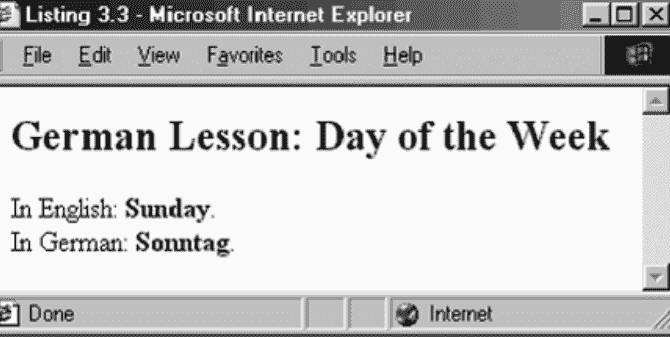 Listing 3.3 - Microsoft Internet Explorer
File Edit View Favorites Tools Help
German Lesson: Day of the Week
In English: Sunday.
In German: Sonntag.
Done Internet